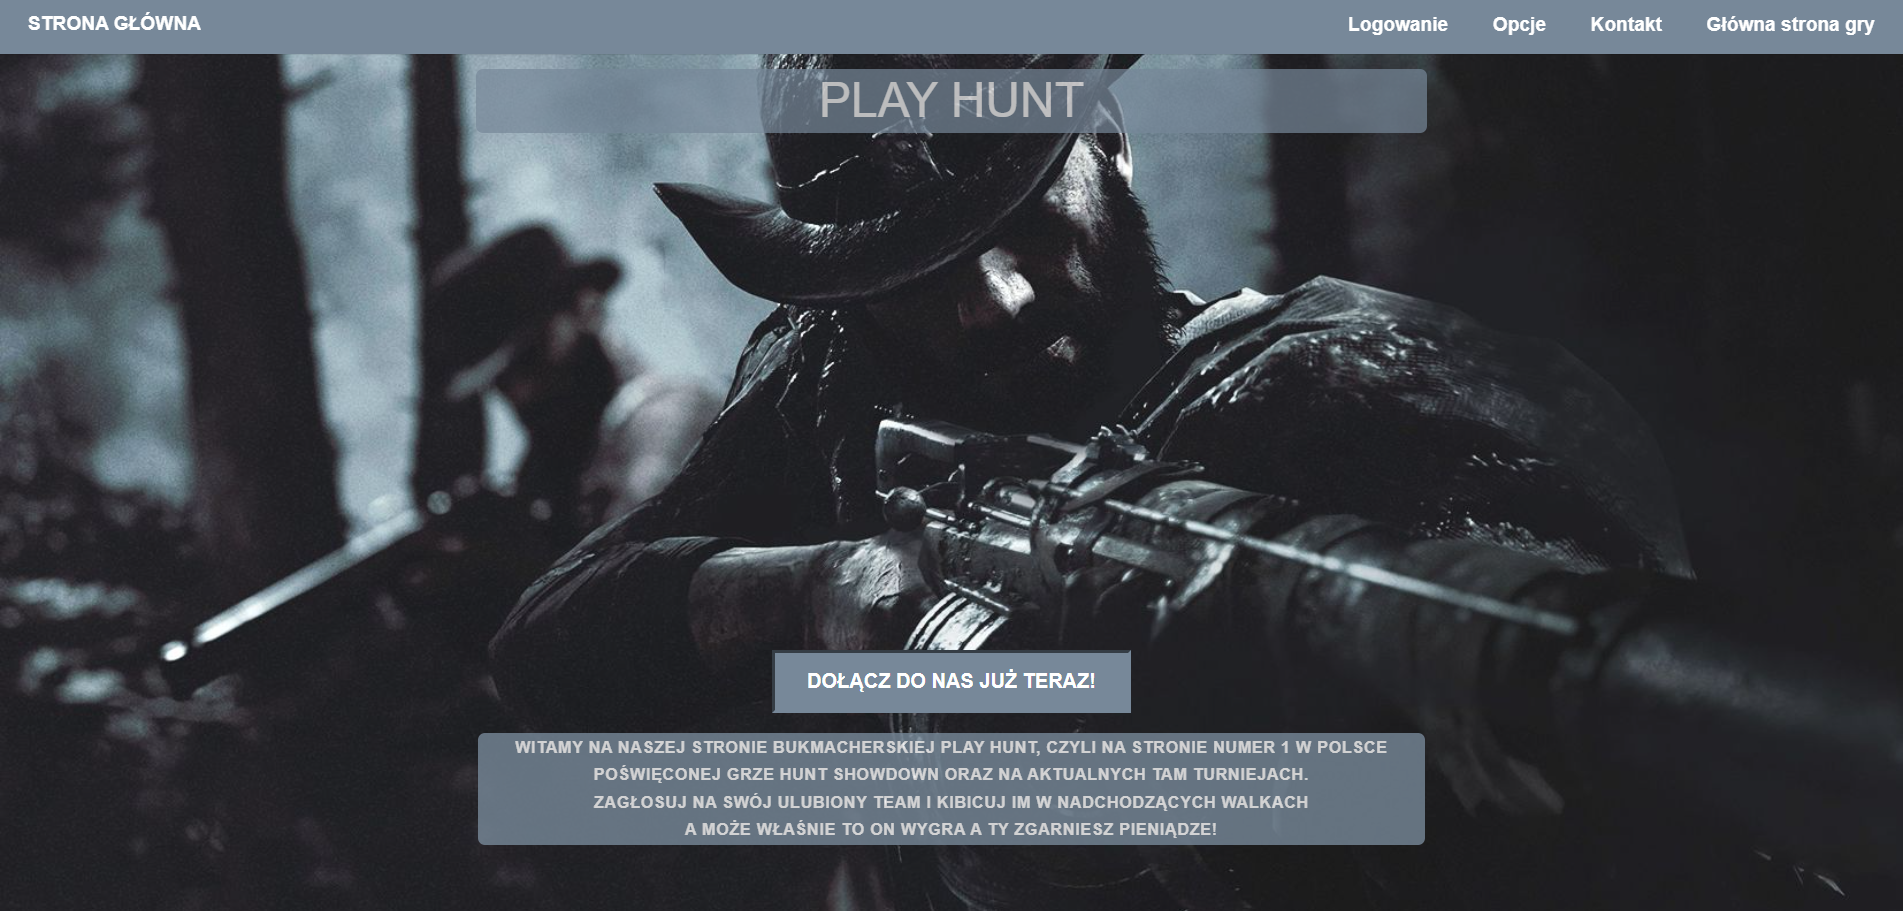 STRONA GŁÓWNA
Logowanie
Opcje
Kontakt
Główna strona gry
PLAY HUNT
DOŁĄCZ DO NAS JUŻ TERAZ!
WITAMY NA NASZEJ STRONIE BUKMACHERSKIEJ PLAY HUNT, CZYLI NA STRONIE NUMER 1 W POLSCE
POŚWIĘCONEJ GRZE HUNT SHOWDOWN ORAZ NA AKTUALNYCH TAM TURNIEJACH.
ZAGŁOSUJ NA SWÓJ ULUBIONY TEAM I KIBICUJ IM W NADCHODZĄCYCH WALKACH
A MOŻE WŁAŚNIE TO ON WYGRA A TY ZGARNIESZ PIENIĄDZE!